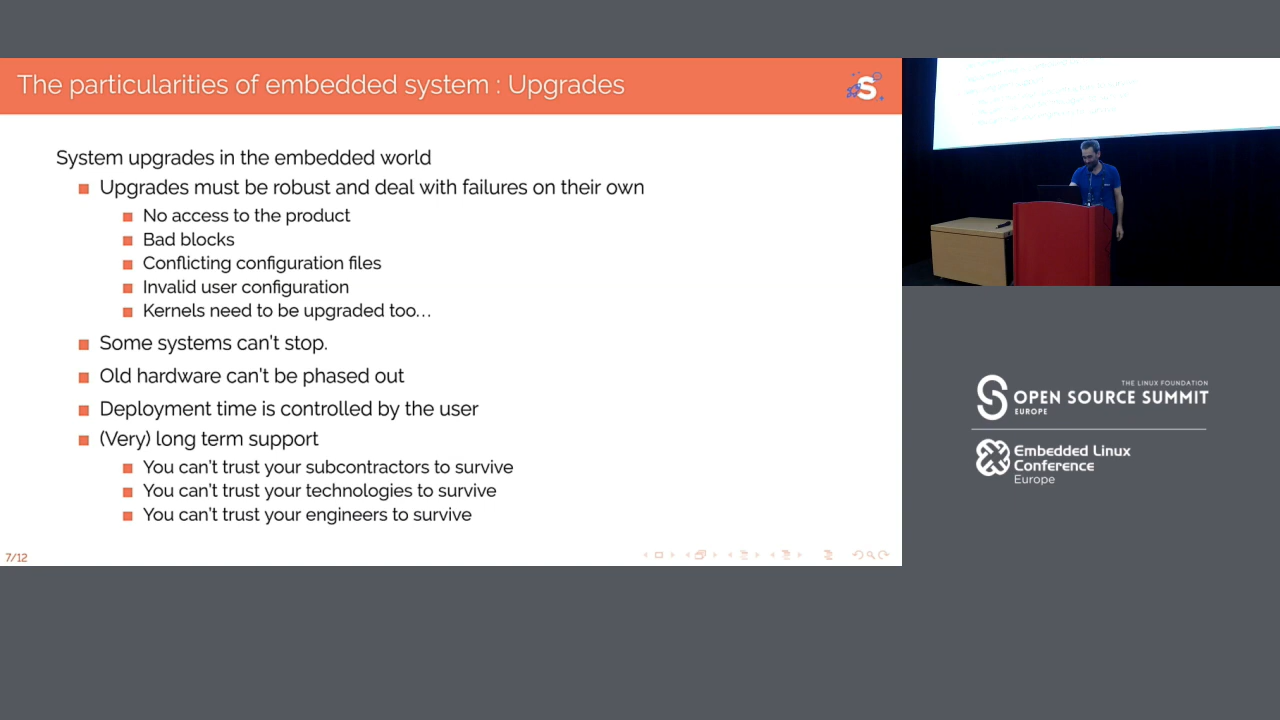 The particularities of embedded system : Upgrades
S
System upgrades in the embedded world
Upgrades must be robust and deal with failures on their own
No access to the product
Bad blocks
Conflicting configuration files
Invalid user configuration
Kernels need to be upgraded too...
Some systems can't stop.
Old hardware can't be phased out
Deployment time is controlled by the user
(Very) long term support
You can't trust your subcontractors to survive
You can't trust your technologies to survive
You can't trust your engineers to survive
7/12
THE LINUX FOUNDATION
OPEN SOURCE SUMMIT
EUROPE
Embedded Linux
Conference
Europe